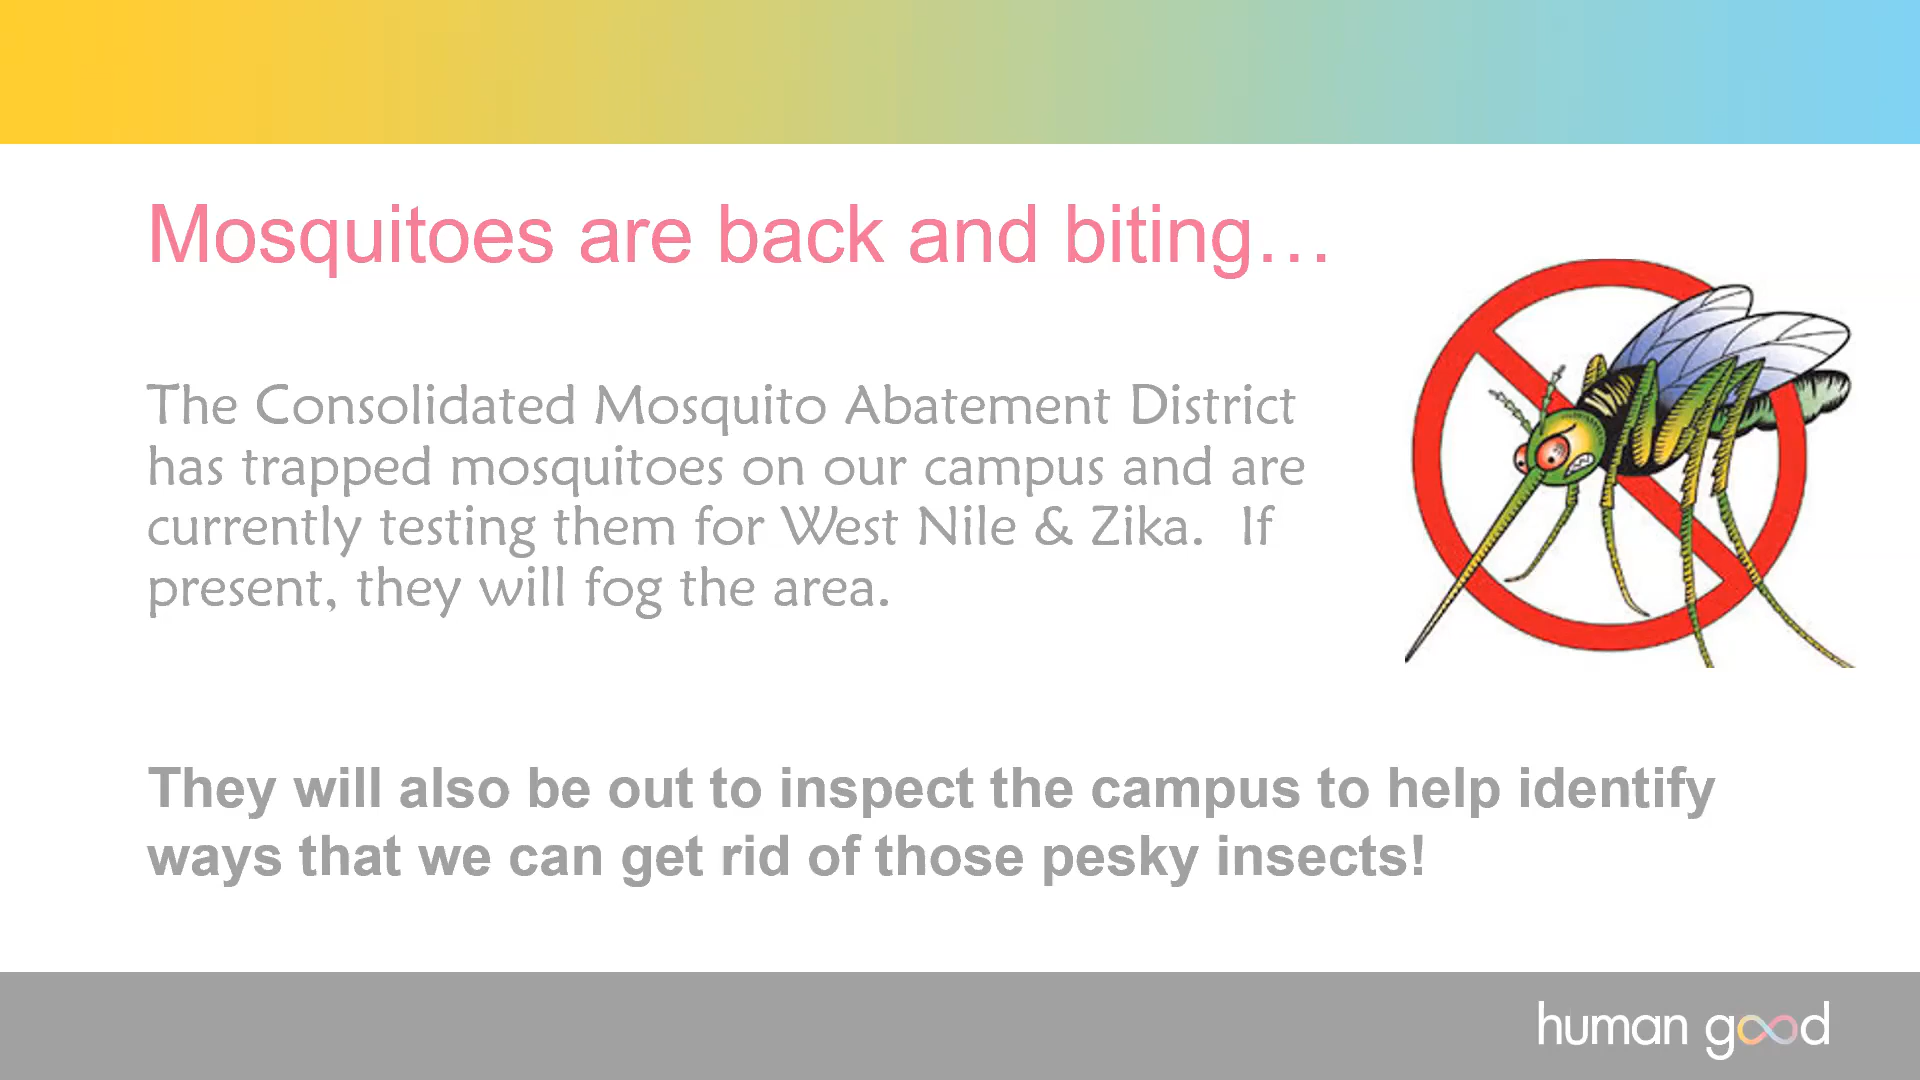 Mosquitoes are back and biting…
The Consolidated Mosquito Abatement District
has trapped mosquitoes on our campus and are
currently testing them for West Nile & Zika.  If
present, they will fog the area.
They will also be out to inspect the campus to help identify
ways that we can get rid of those pesky insects!
human good